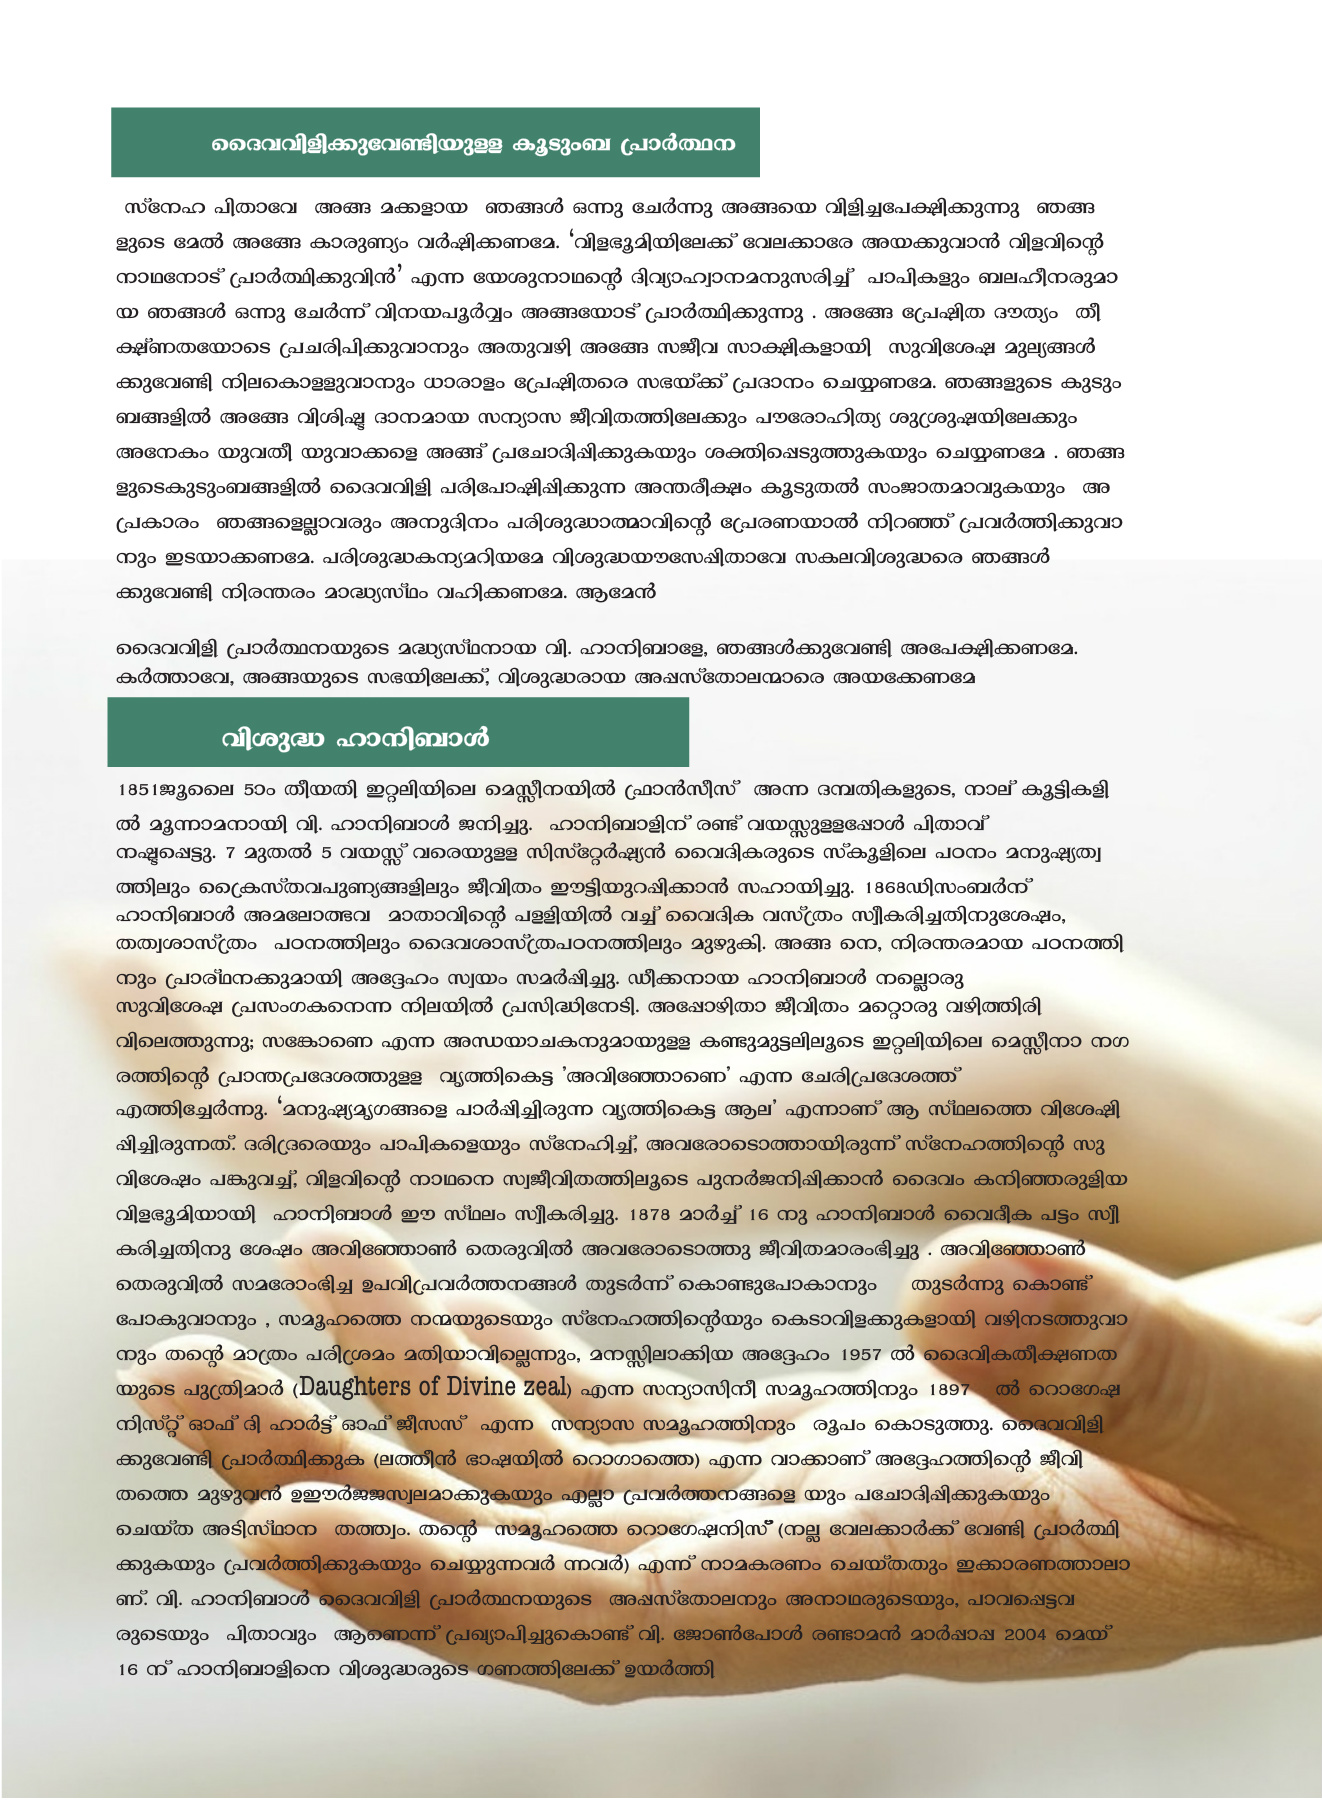 ദൈവവിളിക്കുവേണ്ടിയുളള കൂടുംബ പ്രാർത്ഥന
സ്നേഹ പിതാവേ അങ്ങ മക്കളായ ഞങ്ങൾ ഒന്നു ചേർന്നു അങ്ങയെ വിളിച്ചപേക്ഷിക്കുന്നു ഞങ്ങ
ളുടെ മേൽ അങ്ങേ കാരുണ്യം വർഷിക്കണമേ. ‘വിളഭൂമിയിലേക്ക് വേലക്കാരേ അയക്കുവാൻ വിളവിന്റെ
നാഥനോട് പ്രാർത്ഥിക്കുവിൻ’ എന്ന യേശുനാഥന്റെ ദിവ്യാഹ്വാനമനുസരിച്ച് പാപികളും ബലഹീനരുമാ
യ ഞങ്ങൾ ഒന്നു ചേർന്ന് വിനയപൂർവ്വം അങ്ങയോട് പ്രാർത്ഥിക്കുന്നു . അങ്ങേ പ്രേഷിത ദൗത്യം തീ
ക്ഷ്ണതയോടെ പ്രചരിപിക്കുവാനും അതുവഴി അങ്ങേ സജീവ സാക്ഷികളായി സുവിശേഷ മുല്യങ്ങൾ
ക്കുവേണ്ടി നിലകൊളളുവാനും ധാരാളം പ്രേഷിതരെ സഭയ്ക്ക് പ്രദാനം ചെയ്യണമേ. ഞങ്ങളുടെ കുടും
ബങ്ങളിൽ അങ്ങേ വിശിഷ്ട ദാനമായ സന്യാസ ജീവിതത്തിലേക്കും പൗരോഹിത്യ ശുശ്രുഷയിലേക്കും
അനേകം യുവതീ യുവാക്കളെ അങ്ങ് പ്രചോദിപ്പിക്കുകയും ശക്തിപ്പെടുത്തുകയും ചെയ്യണമേ . ഞങ്ങ
ളുടെകുടുംബങ്ങളിൽ ദൈവവിളി പരിപോഷിപ്പിക്കുന്ന അന്തരീക്ഷം കൂടുതൽ സംജാതമാവുകയും അ
പ്രകാരം ഞങ്ങളെല്ലാവരും അനുദിനം പരിശുദ്ധാത്മാവിന്റെ പ്രേരണയാൽ നിറഞ്ഞ് പ്രവർത്തിക്കുവാ
നും ഇടയാക്കണമേ. പരിശുദ്ധകന്യമറിയമേ വിശുദ്ധയൗസേപ്പിതാവേ സകലവിശുദ്ധരെ ഞങ്ങൾ
ക്കുവേണ്ടി നിരന്തരം മാദ്ധ്യസ്ഥം വഹിക്കണമേ. ആമേൻ
ദൈവവിളി പ്രാർത്ഥനയുടെ മദ്ധ്യസ്ഥനായ വി. ഹാനിബാളേ, ഞങ്ങൾക്കുവേണ്ടി അപേക്ഷിക്കണമേ.
കർത്താവേ, അങ്ങയുടെ സഭയിലേക്ക്, വിശുദ്ധരായ അപ്പസ്തോലന്മാരെ അയക്കേണമേ
വിശുദ്ധ ഹാനിബാൾ
1851ജൂലൈ 5ാം തീയതി ഇറ്റലിയിലെ മെസ്സീനയിൽ ഫ്രാൻസീസ് അന്ന ദമ്പതികളുടെ, നാല് കൂട്ടികളി
ൽ മൂന്നാമനായി വി. ഹാനിബാൾ ജനിച്ചു. ഹാനിബാളിന് രണ്ട് വയസ്സുളളപ്പോൾ പിതാവ്
നഷ്ടപ്പെട്ടു. 7 മുതൽ 5 വയസ്സ് വരെയുളള സിസ്റ്റേർഷ്യൻ വൈദികരുടെ സ്കൂളിലെ പഠനം മനുഷ്യത്വ
ത്തിലും ക്രൈസ്തവപുണ്യങ്ങളിലും ജീവിതം ഈട്ടിയുറപ്പിക്കാൻ സഹായിച്ചു. 1868ഡിസംബർന്
ഹാനിബാൾ അമലോത്ഭവ മാതാവിന്റെ പളളിയിൽ വച്ച് വൈദിക വസ്ത്രം സ്വീകരിച്ചതിനുശേഷം,
തത്വശാസ്ത്രം പഠനത്തിലും ദൈവശാസ്ത്രപഠനത്തിലും മുഴുകി. അങ്ങ നെ, നിരന്തരമായ പഠനത്തി
നും പ്രാര്ഥനക്കുമായി അദ്ദേഹം സ്വയം സമർപ്പിച്ചു. ഡീക്കനായ ഹാനിബാൾ നല്ലൊരു
സുവിശേഷ പ്രസംഗകനെന്ന നിലയിൽ പ്രസിദ്ധിനേടി. അപ്പോഴിതാ ജീവിതം മറ്റൊരു വഴിത്തിരി
വിലെത്തുന്നു; സങ്കോണെ എന്ന അന്ധയാചകനുമായുളള കണ്ടുമുട്ടലിലൂടെ ഇറ്റലിയിലെ മെസ്സീനാ നഗ
രത്തിന്റെ പ്രാന്തപ്രദേശത്തുളള വൃത്തികെട്ട ’അവിഞ്ഞോണെ’ എന്ന ചേരിപ്രദേശത്ത്
എത്തിച്ചേർന്നു. ‘മനുഷ്യമൃഗങ്ങളെ പാർപ്പിച്ചിരുന്ന വൃത്തികെട്ട ആല’ എന്നാണ് ആ സ്ഥലത്തെ വിശേഷി
പ്പിച്ചിരുന്നത്. ദരിദ്രരെയും പാപികളെയും സ്നേഹിച്ച്, അവരോടൊത്തായിരുന്ന് സ്നേഹത്തിന്റെ സു
വിശേഷം പങ്കുവച്ച്, വിളവിന്റെ നാഥനെ സ്വജീവിതത്തിലൂടെ പുനർജനിപ്പിക്കാൻ ദൈവം കനിഞ്ഞരുളിയ
വിളഭൂമിയായി ഹാനിബാൾ ഈ സ്ഥലം സ്വീകരിച്ചു. 1878 മാർച്ച് 16 നു ഹാനിബാൾ വൈദീക പട്ടം സ്വീ
കരിച്ചതിനു ശേഷം അവിഞ്ഞോൺ തെരുവിൽ അവരോടൊത്തു ജീവിതമാരംഭിച്ചു . അവിഞ്ഞോൺ
തെരുവിൽ സമരോംഭിച്ച ഉപവിപ്രവർത്തനങ്ങൾ തുടർന്ന് കൊണ്ടുപോകാനും തുടർന്നു കൊണ്ട്
പോകുവാനും , സമൂഹത്തെ നന്മയുടെയും സ്നേഹത്തിന്റെയും കെടാവിളക്കുകളായി വഴിനടത്തുവാ
നും തന്റെ മാത്രം പരിശ്രമം മതിയാവില്ലെന്നും, മനസ്സിലാക്കിയ അദ്ദേഹം 1957 ൽ ദൈവികതീക്ഷണത
യുടെ പുത്രിമാർ (Daughters of Divine zeal) എന്ന സന്യാസിനീ സമൂഹത്തിനും 1897 ൽ റൊഗേഷ
നിസ്റ്റ് ഓഫ് ദി ഹാർട്ട് ഓഫ് ജീസസ് എന്ന സന്യാസ സമൂഹത്തിനും രൂപം കൊടുത്തു. ദൈവവിളി
ക്കുവേണ്ടി പ്രാർത്ഥിക്കുക (ലത്തീൻ ഭാഷയിൽ റൊഗാത്തെ) എന്ന വാക്കാണ് അദ്ദേഹത്തിന്റെ ജീവി
തത്തെ മുഴുവൻ ഉഈർജജസ്വലമാക്കുകയും എല്ലാ പ്രവർത്തനങ്ങളെ യും പചോദിപ്പിക്കുകയും
ചെയ്ത അടിസ്ഥാന തത്ത്വം. തന്റെ സമൂഹത്തെ റൊഗേഷനിസ് (നല്ല വേലക്കാർക്ക് വേണ്ടി പ്രാർത്ഥി
ക്കുകയും പ്രവർത്തിക്കുകയും ചെയ്യുന്നവർ ന്നവർ) എന്ന് നാമകരണം ചെയ്തതും ഇക്കാരണത്താലാ
ണ്. വി. ഹാനിബാൾ ദൈവവിളി പ്രാർത്ഥനയുടെ അപ്പസ്തോലനും അനാഥരുടെയും, പാവപ്പെട്ടവ
രുടെയും പിതാവും ആണെന്ന് പ്രഖ്യാപിച്ചുകൊണ്ട് വി. ജോൺപോൾ രണ്ടാമൻ മാർപ്പാപ്പ 2004 മെയ്
16 ന് ഹാനിബാളിനെ വിശുദ്ധരുടെ ഗണത്തിലേക്ക് ഉയർത്തി